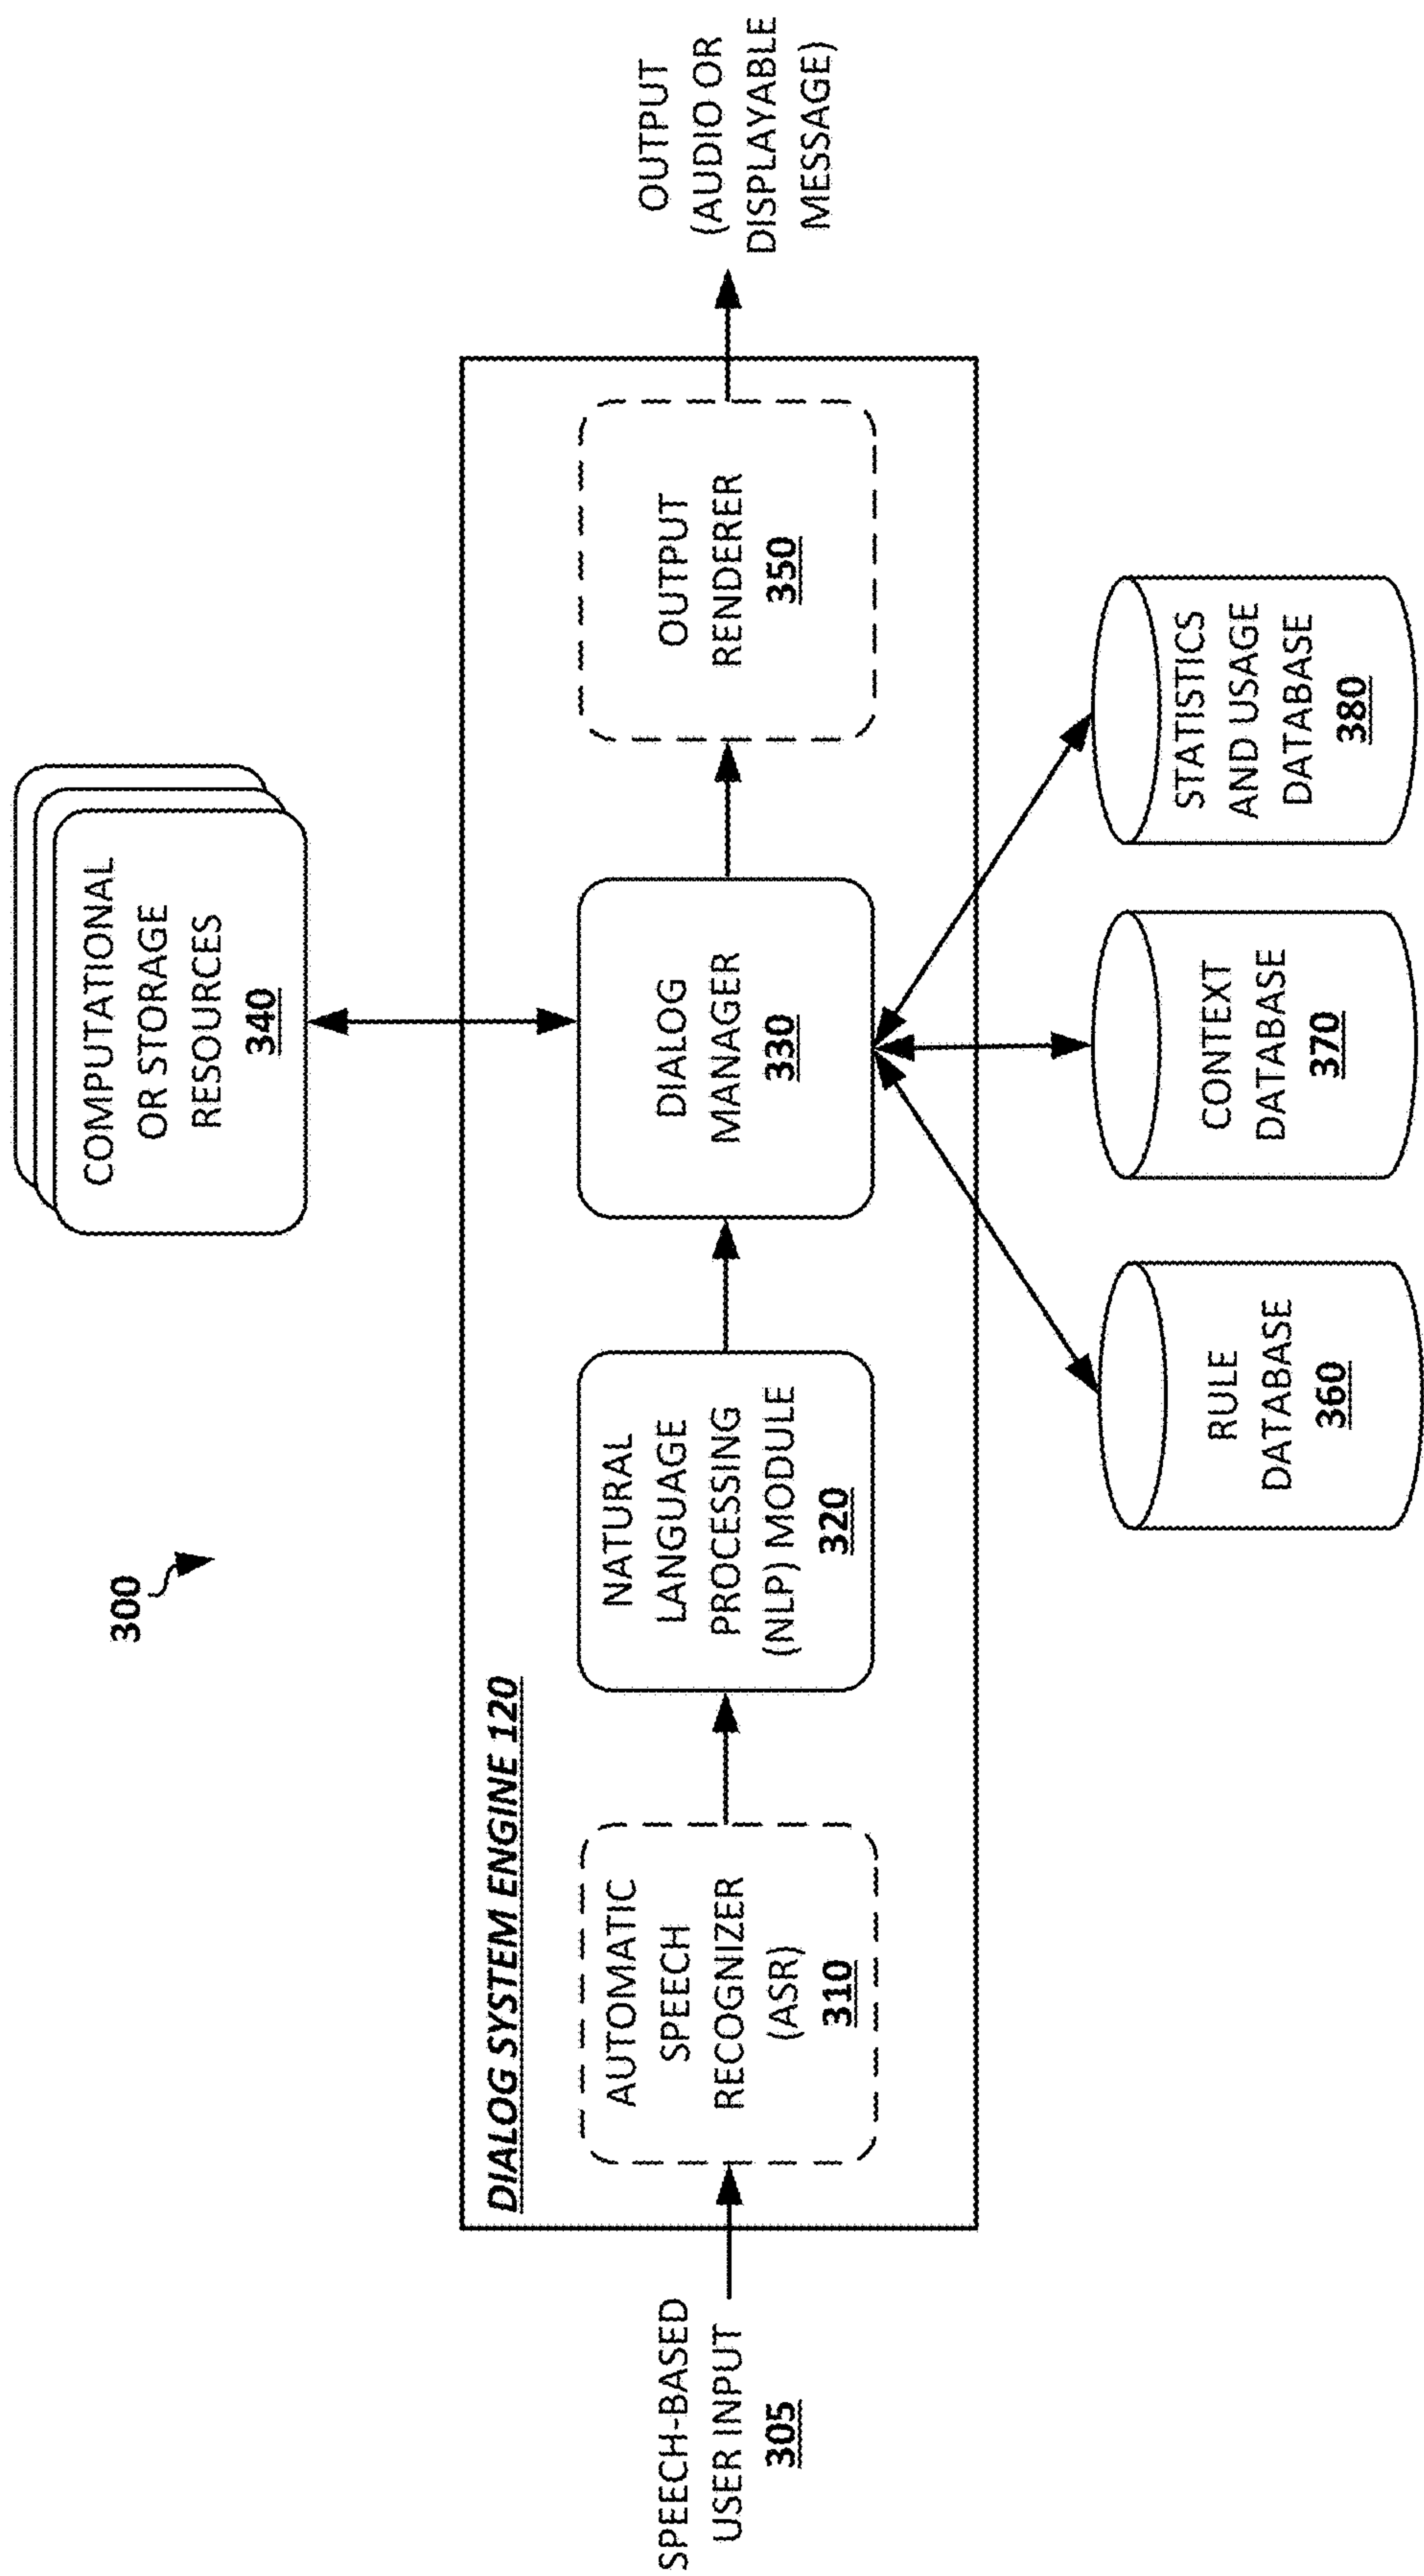 300
COMPUTATIONAL
OR STORAGE
RESOURCES
340
DIALOG SYSTEM ENGINE 120
SPEECH-BASED
USER INPUT
305
AUTOMATIC
SPEECH
RECOGNIZER
(ASR)
310
NATURAL
LANGUAGE
PROCESSING
(NLP) MODULE
320
DIALOG
MANAGER
330
OUTPUT
RENDERER
350
OUTPUT
(AUDIO OR
DISPLAYABLE
MESSAGE)
RULE
DATABASE
360
CONTEXT
DATABASE
370
STATISTICS
AND USAGE
DATABASE
380